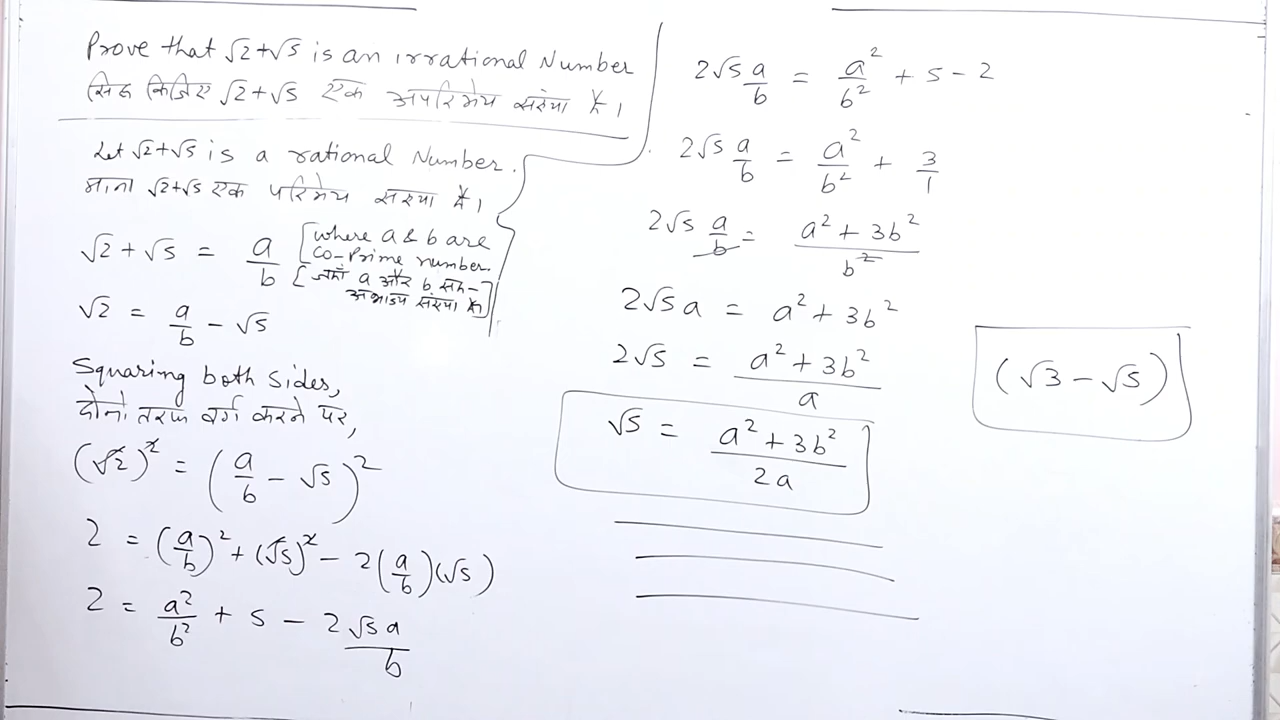 Prove that √2+√5 is an irrational Number
सिद्ध किजिए √2+√5 एक अपरिमेय संख्या है।
Let √2+√5 is a rational Number.
माना √2+√5 एक परिमेय संख्या है।
√2 + √5 = a/b [where a & b are
co-prime number.
[जहाँ a और b सह-
अभाज्य संख्या है]
√2 = a/b - √5
Squaring both sides,
दोनो तरफ वर्ग करने पर,
(√2)² = (a/b - √5)²
2 = (a/b)² + (√5)² - 2(a/b)(√5)
2 = a²/b² + 5 - 2√5a/b
2√5 a/b = a²/b² + 5 - 2
2√5 a/b = a²/b² + 3/1
2√5 a/b = a² + 3b²/b²
2√5a = a² + 3b²
2√5 = a² + 3b²/a
√5 = a² + 3b²/2a
(√3 - √5)